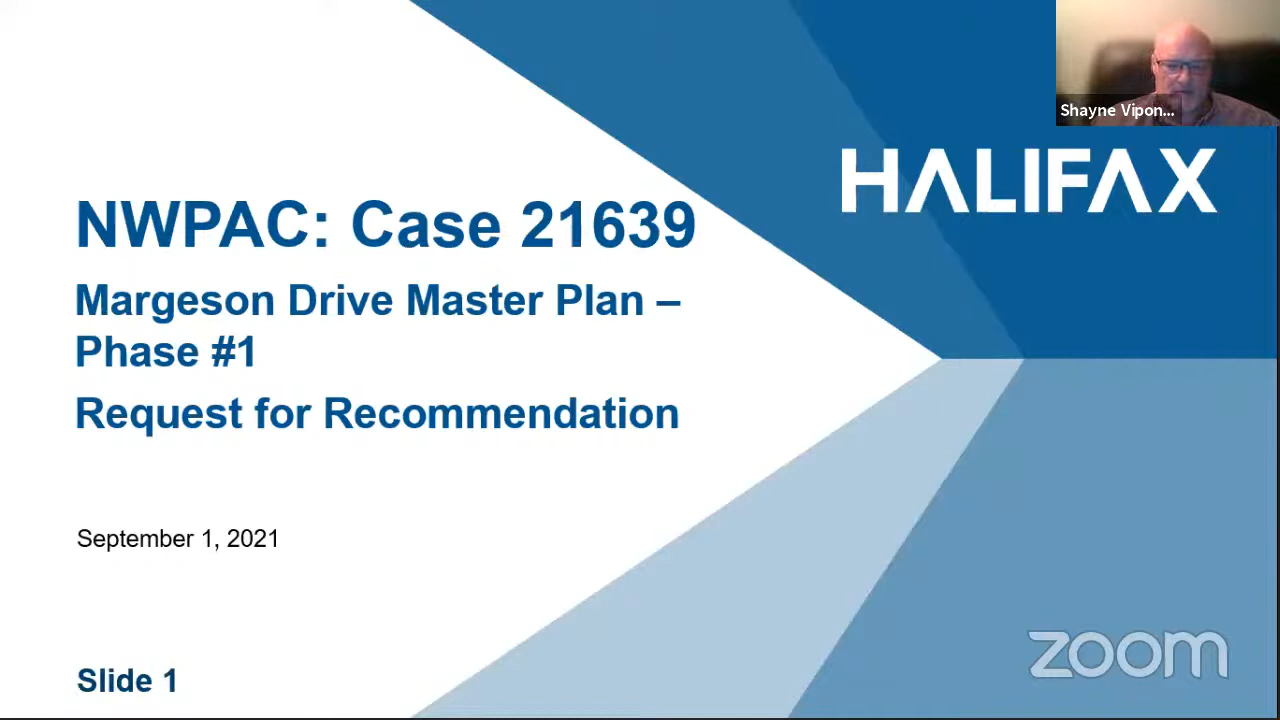 Shayne Vipon...
HALIFAX
NWPAC: Case 21639
Margeson Drive Master Plan –
Phase #1
Request for Recommendation
September 1, 2021
zoom
Slide 1